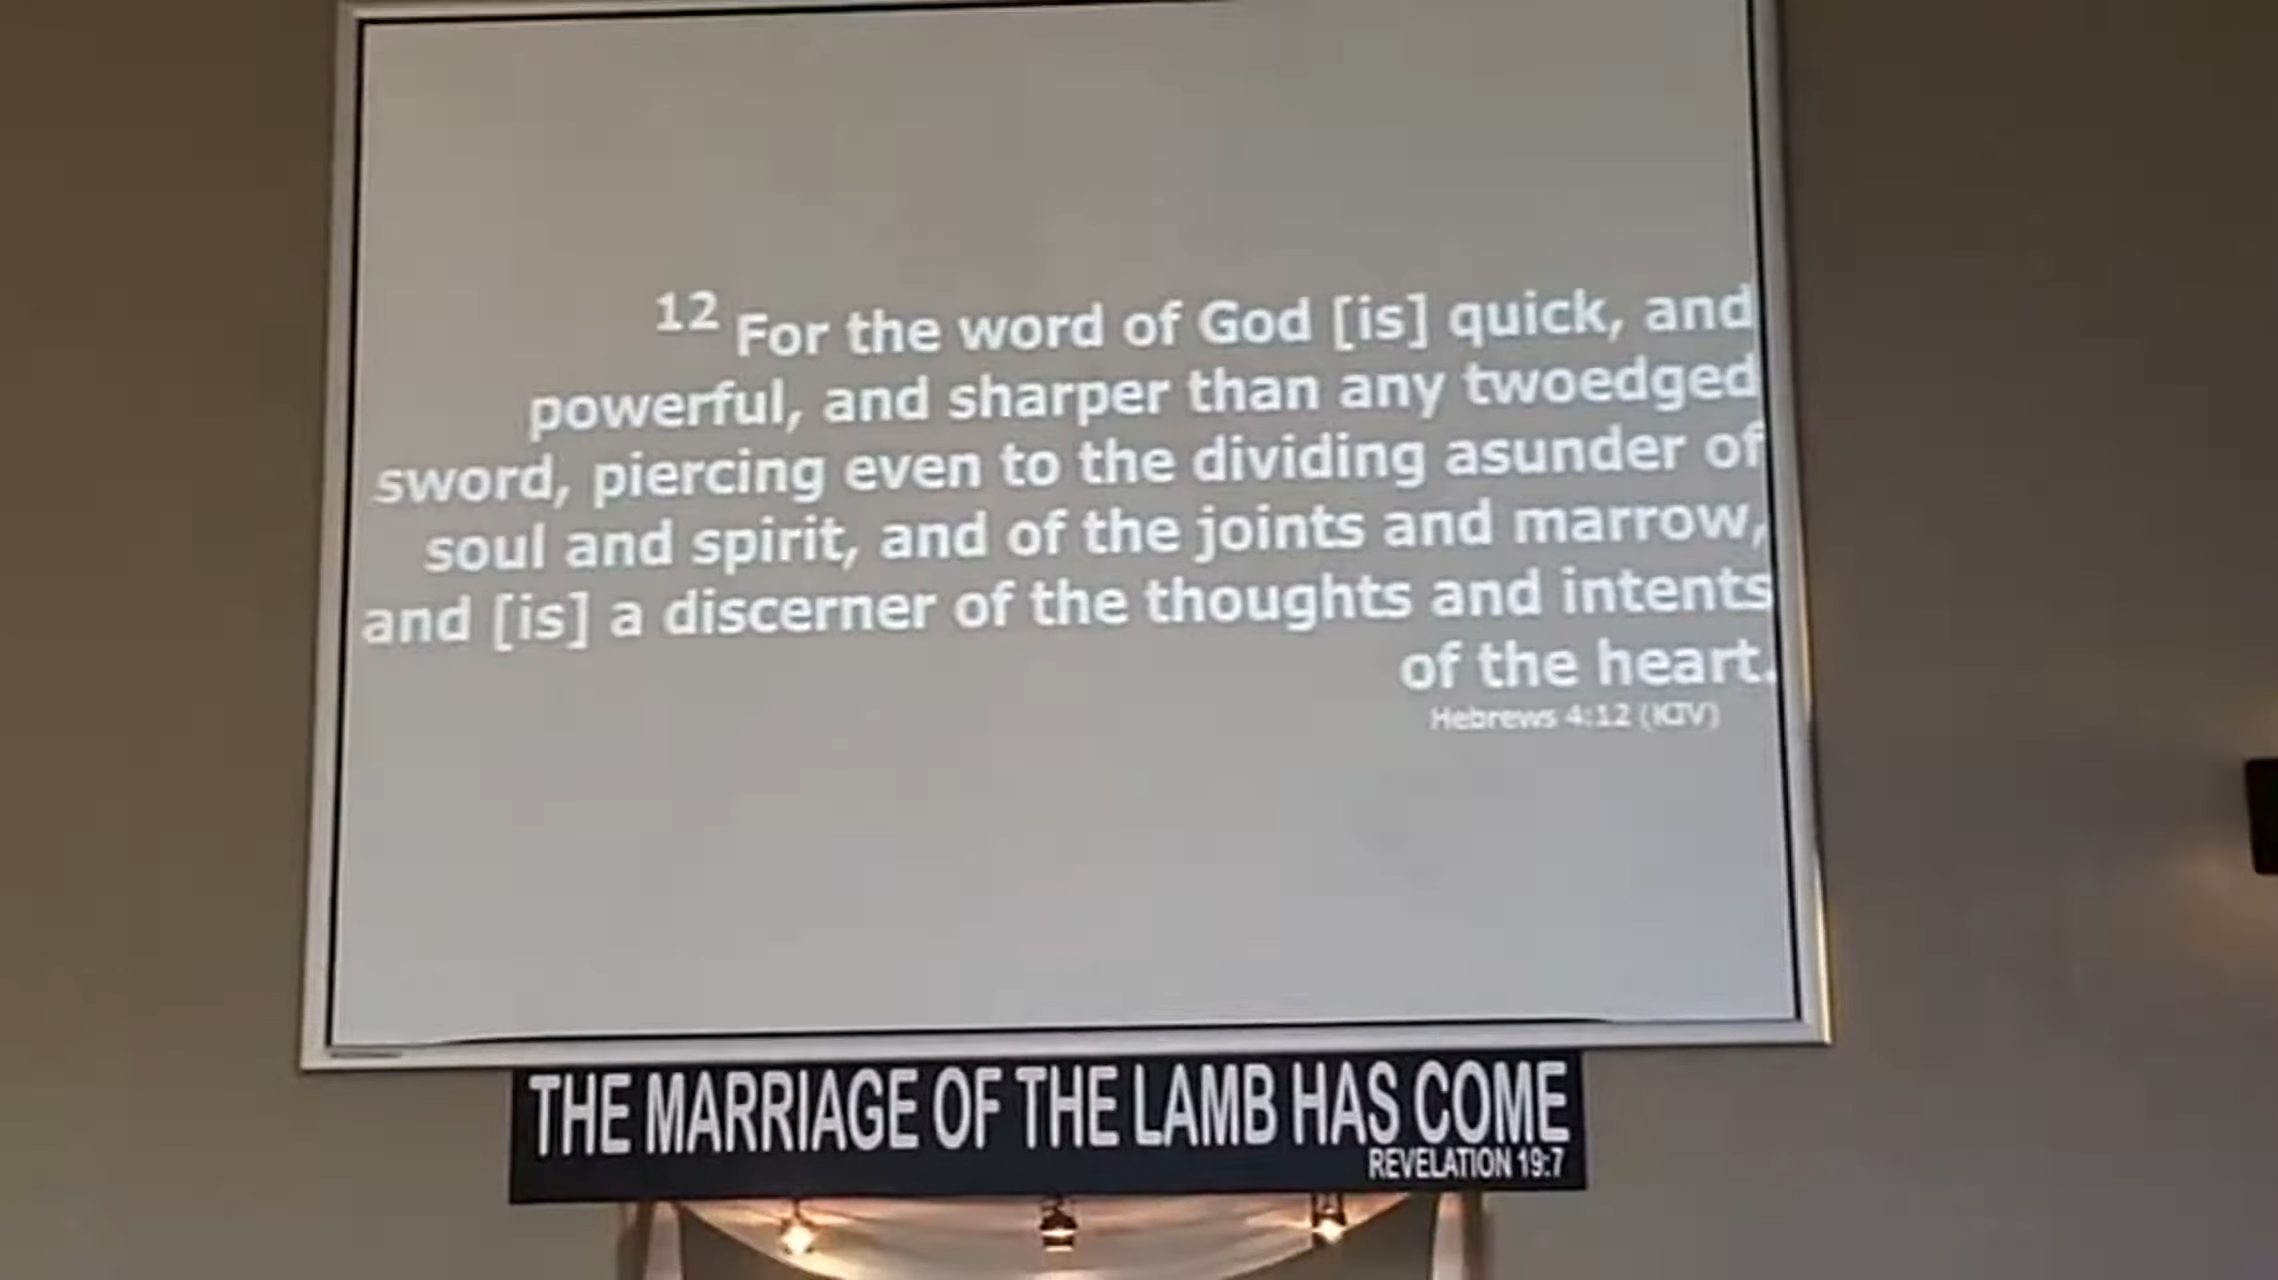 12 For the word of God [is] quick, and
powerful, and sharper than any twoedged
sword, piercing even to the dividing asunder of
soul and spirit, and of the joints and marrow,
and [is] a discerner of the thoughts and intents
of the heart.
Hebrews 4:12 (KJV)
THE MARRIAGE OF THE LAMB HAS COME
REVELATION 19:7